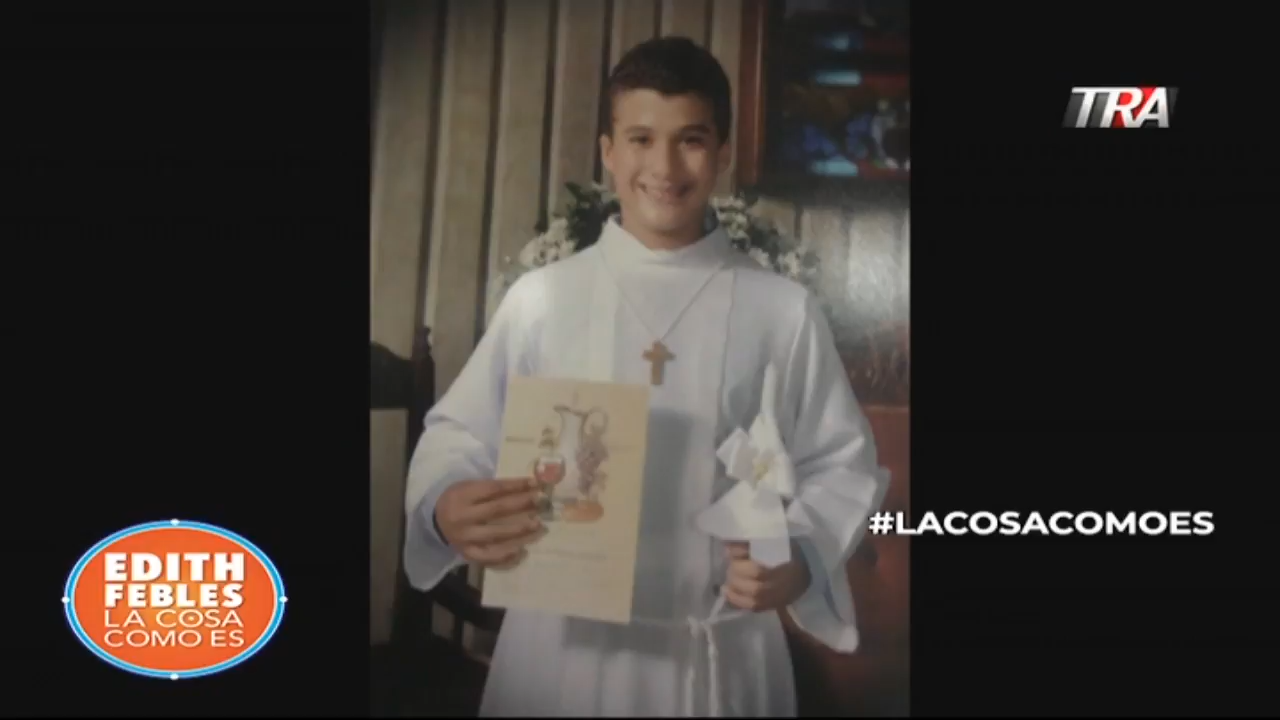 TRA
#LACOSACOMOES
EDITH
FEBLES
LA COSA
COMO ES